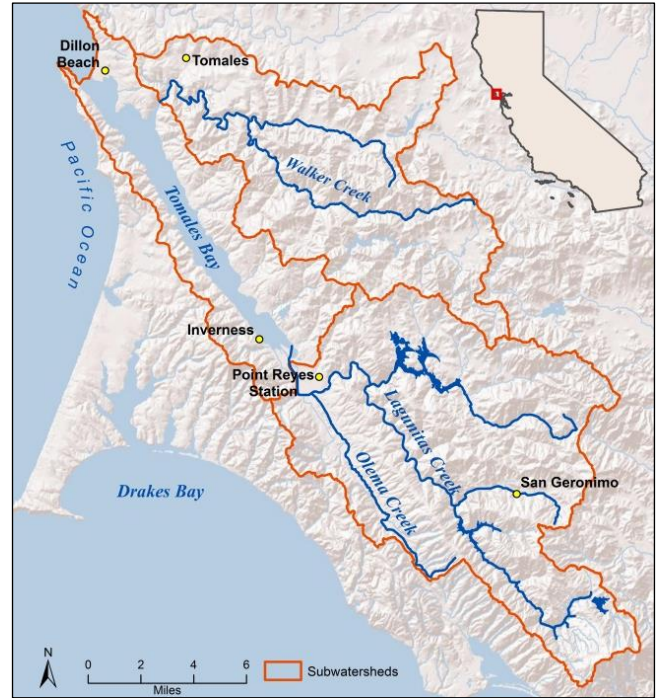 Dillon
Beach
Tomales
Pacific Ocean
Walker Creek
Tomales Bay
Inverness
Point Reyes
Station
Lagunitas Creek
Olema Creek
San Geronimo
Drakes Bay
N
0 2 4 6
Miles
Subwatersheds